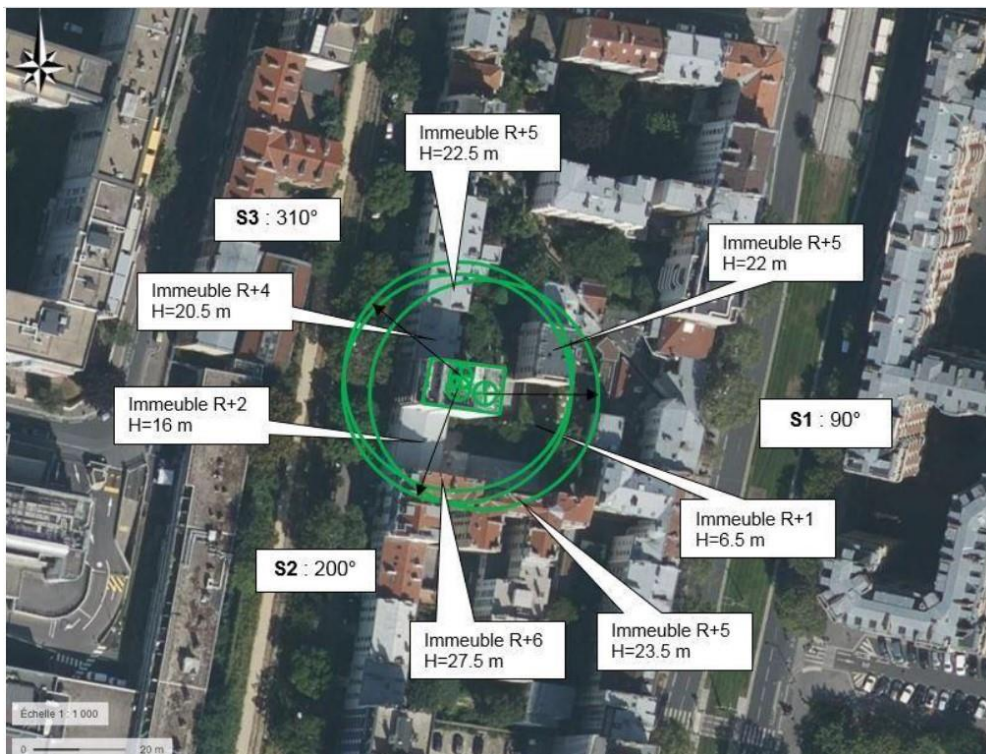 Immeuble R+5
H=22.5 m
S3 : 310°
Immeuble R+5
H=22 m
Immeuble R+4
H=20.5 m
Immeuble R+2
H=16 m
S1 : 90°
Immeuble R+1
H=6.5 m
S2 : 200°
Immeuble R+6
H=27.5 m
Immeuble R+5
H=23.5 m
Échelle 1 : 1 000
0 20 m